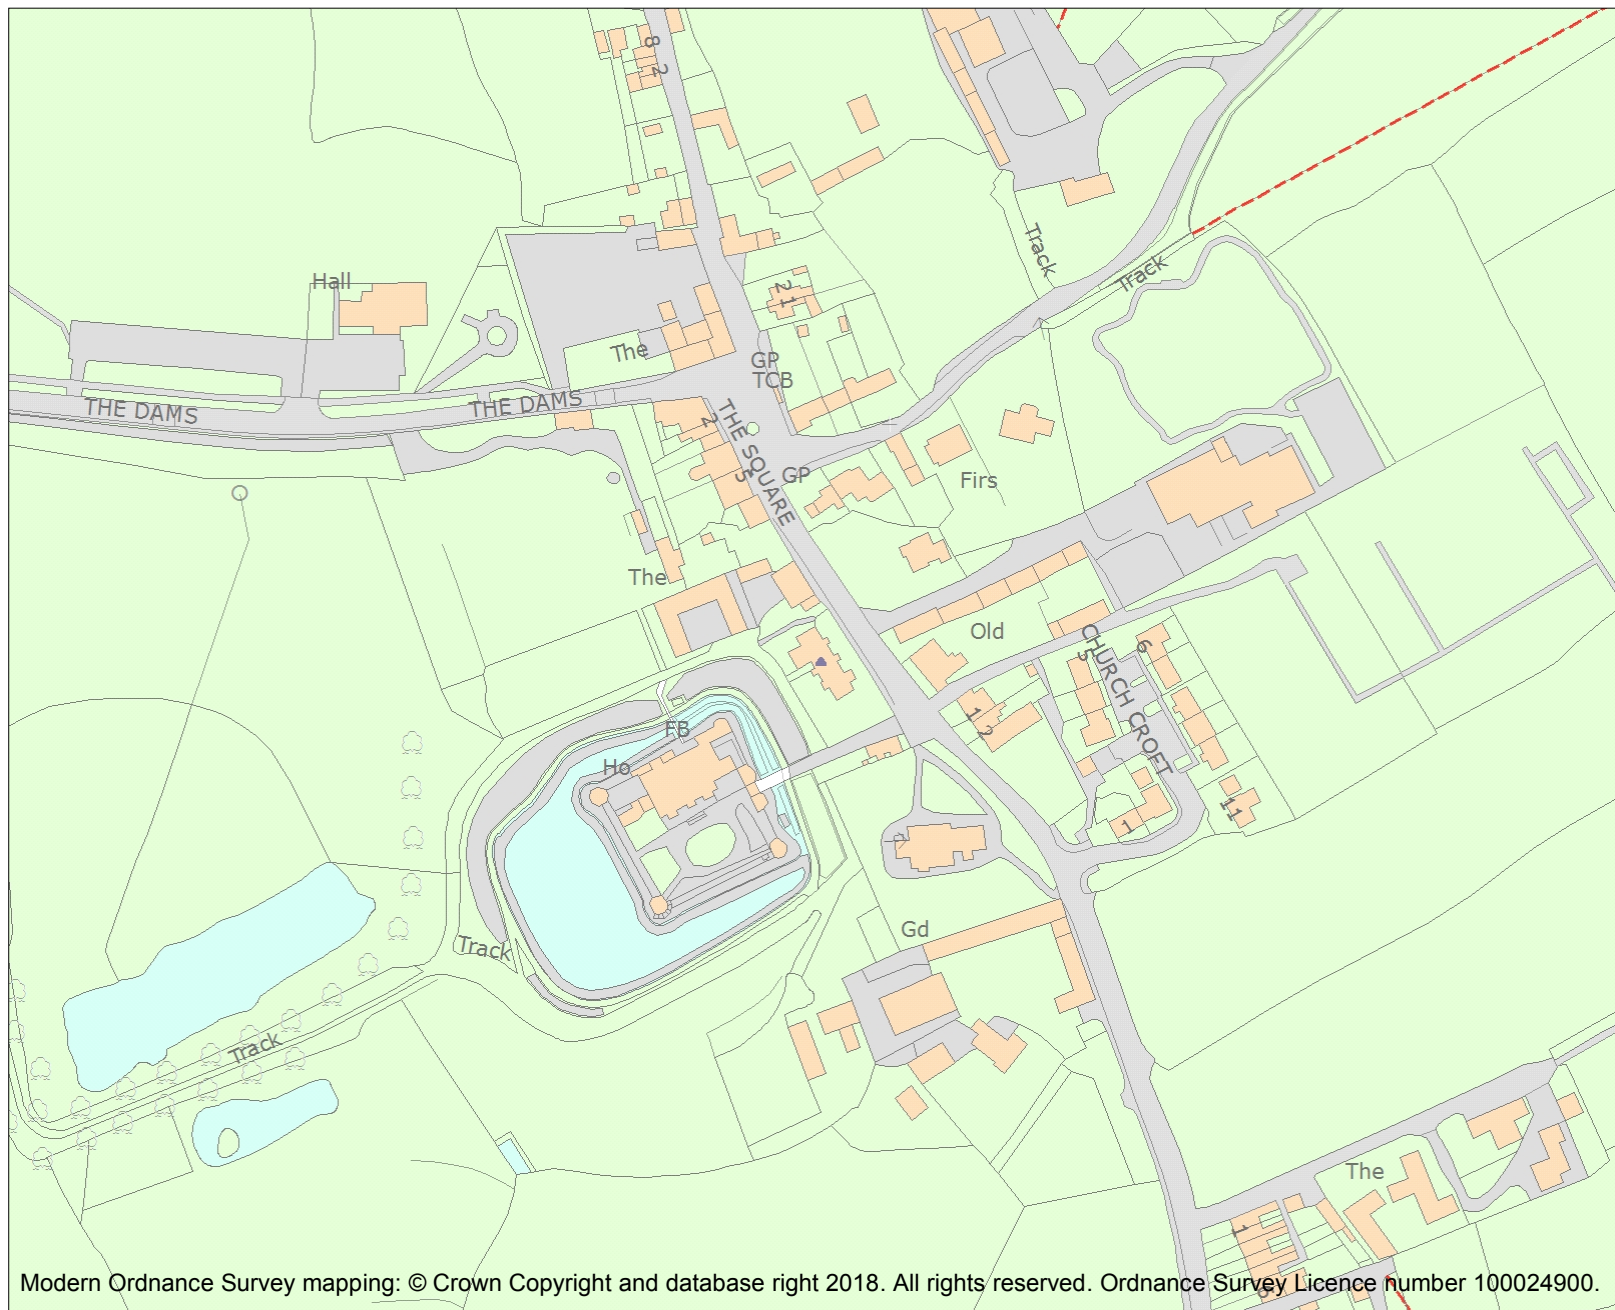 8
2
Track
Track
Hall
2
1
The
GP
TCB
THE DAMS
THE DAMS
THE SQUARE
2
5
GP
Firs
The
Old
CHURCH CROFT
5
6
1
2
FB
Ho
11
1
Gd
Track
Track
The
1
Modern Ordnance Survey mapping: © Crown Copyright and database right 2018. All rights reserved. Ordnance Survey Licence number 100024900.